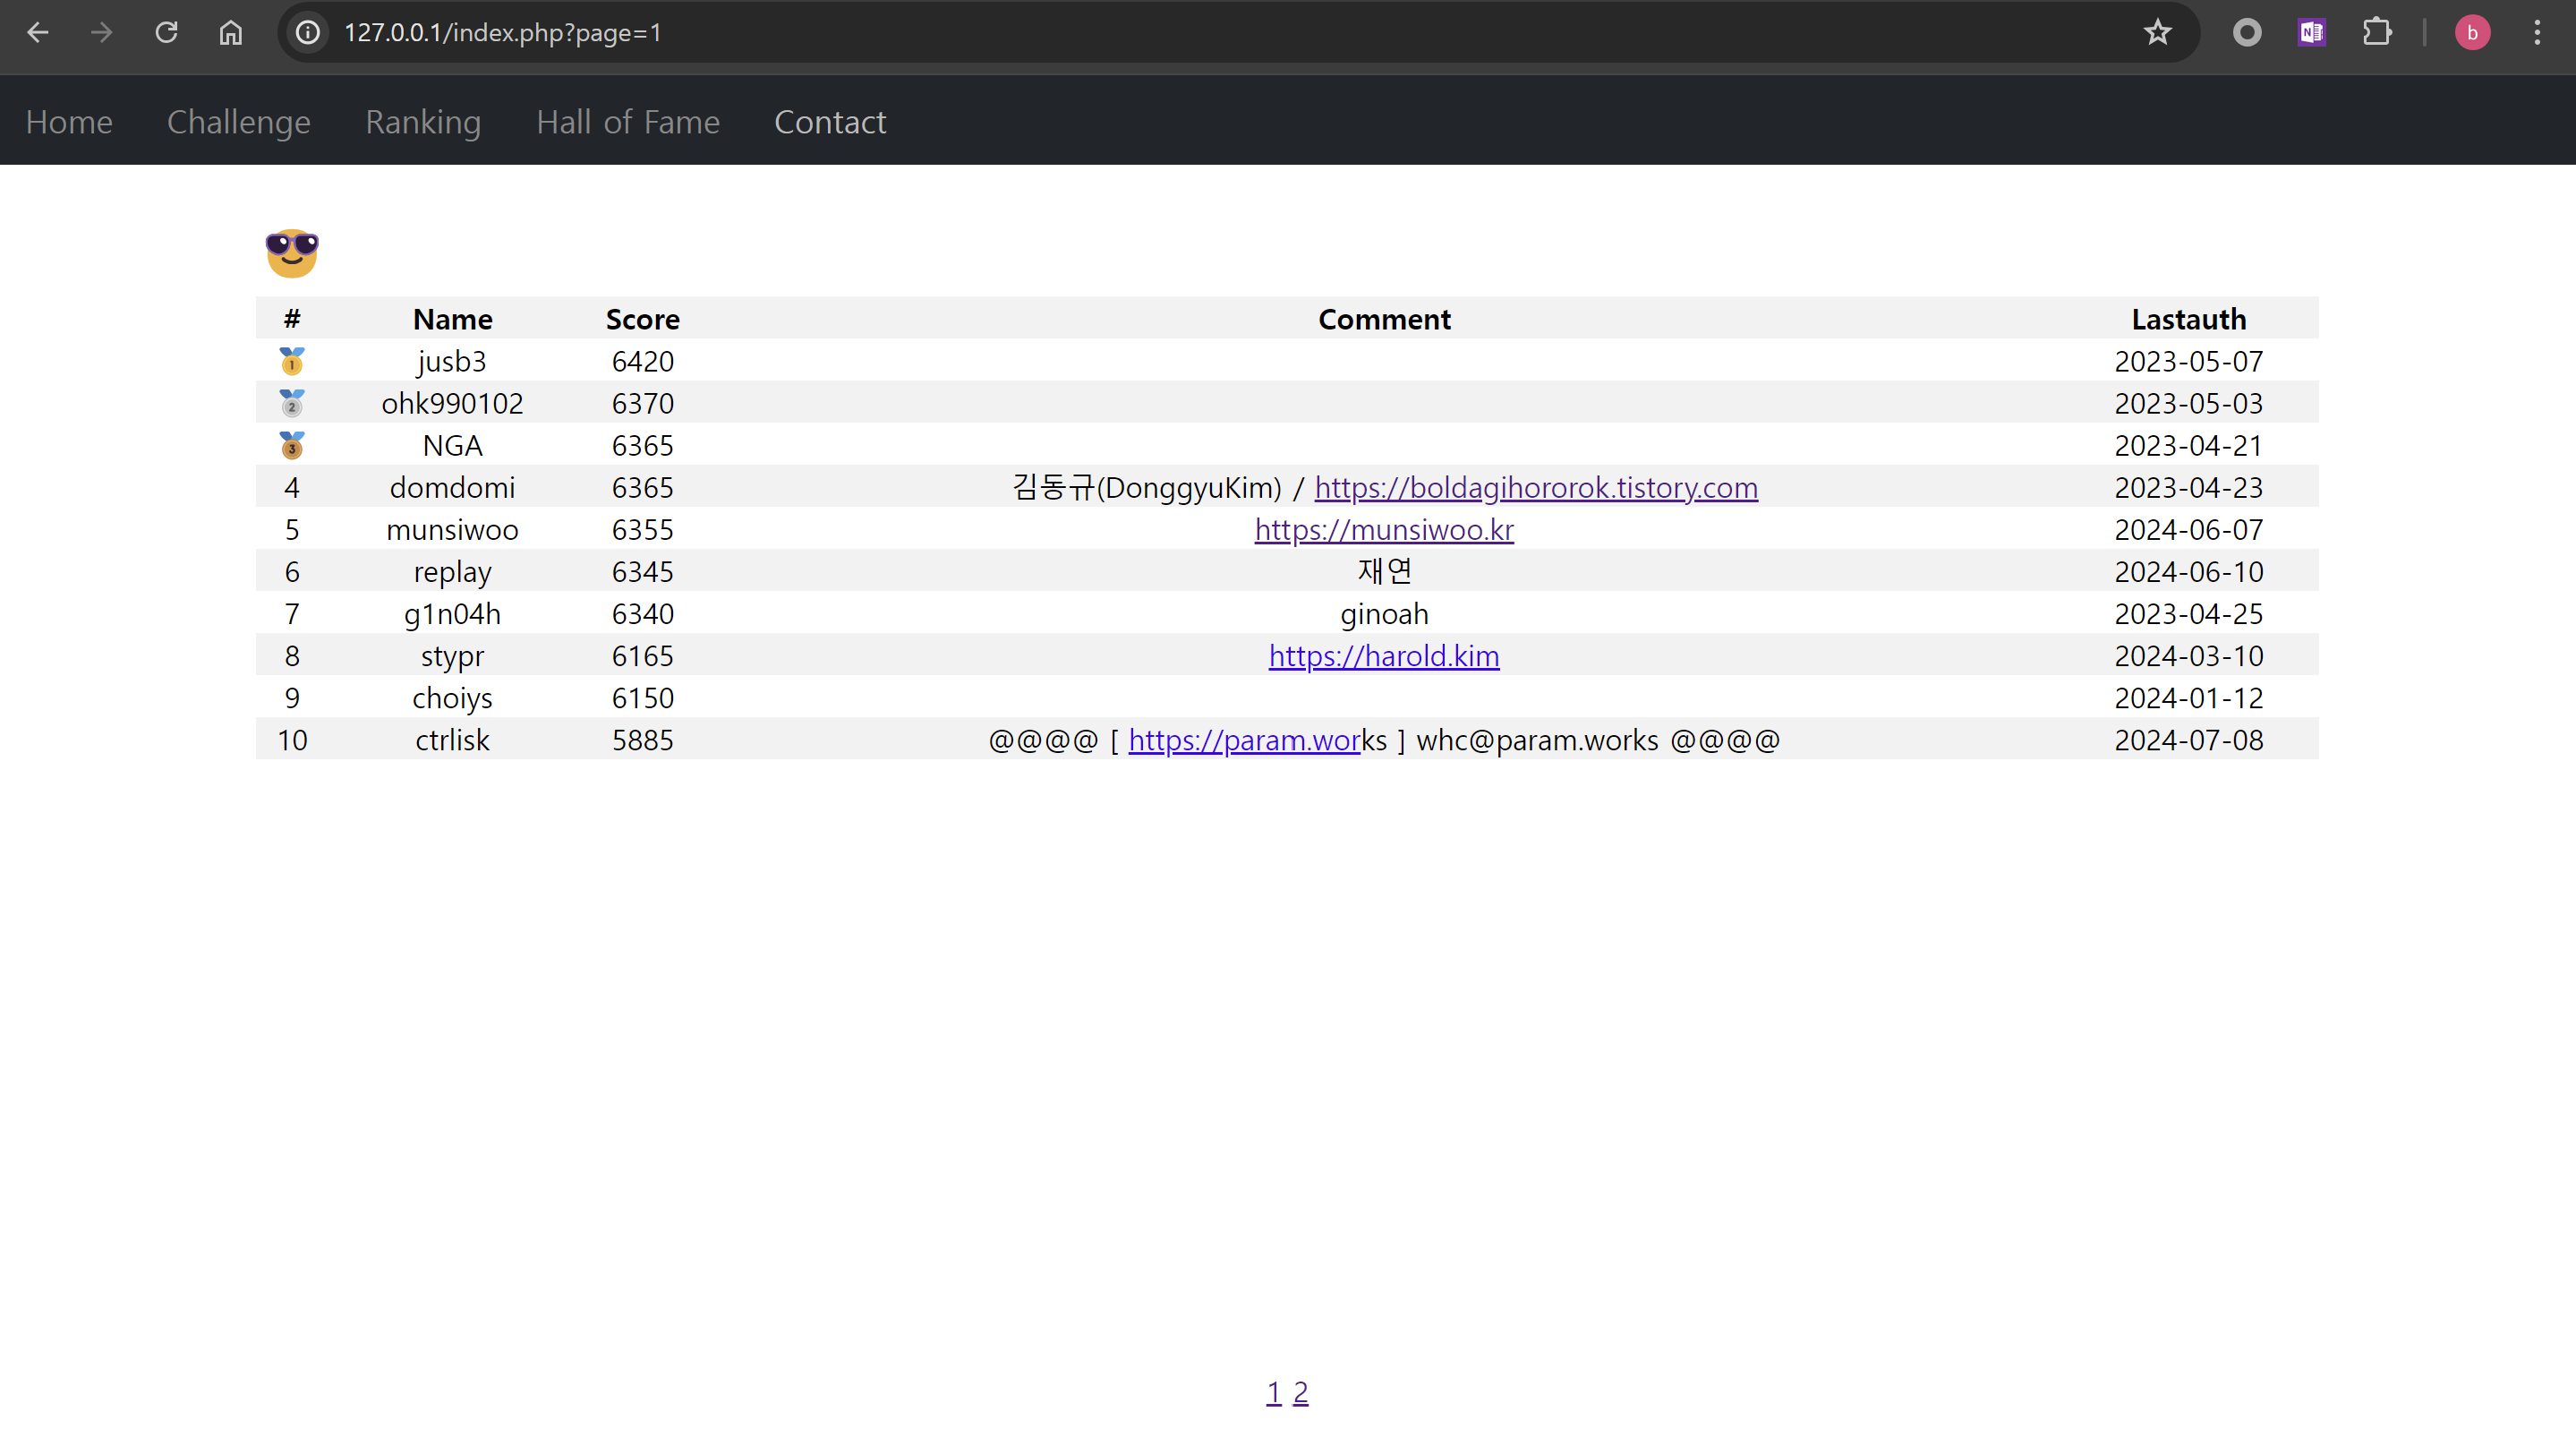 127.0.0.1/index.php?page=1
N
b
Home Challenge Ranking Hall of Fame Contact
# Name Score Comment Lastauth
1 jusb3 6420 2023-05-07
2 ohk990102 6370 2023-05-03
3 NGA 6365 2023-04-21
4 domdomi 6365 김동규(DonggyuKim) / https://boldagihororok.tistory.com 2023-04-23
5 munsiwoo 6355 https://munsiwoo.kr 2024-06-07
6 replay 6345 재연 2024-06-10
7 g1n04h 6340 ginoah 2023-04-25
8 stypr 6165 https://harold.kim 2024-03-10
9 choiys 6150 2024-01-12
10 ctrlisk 5885 @@@@ [ https://param.works ] whc@param.works @@@@ 2024-07-08
1 2